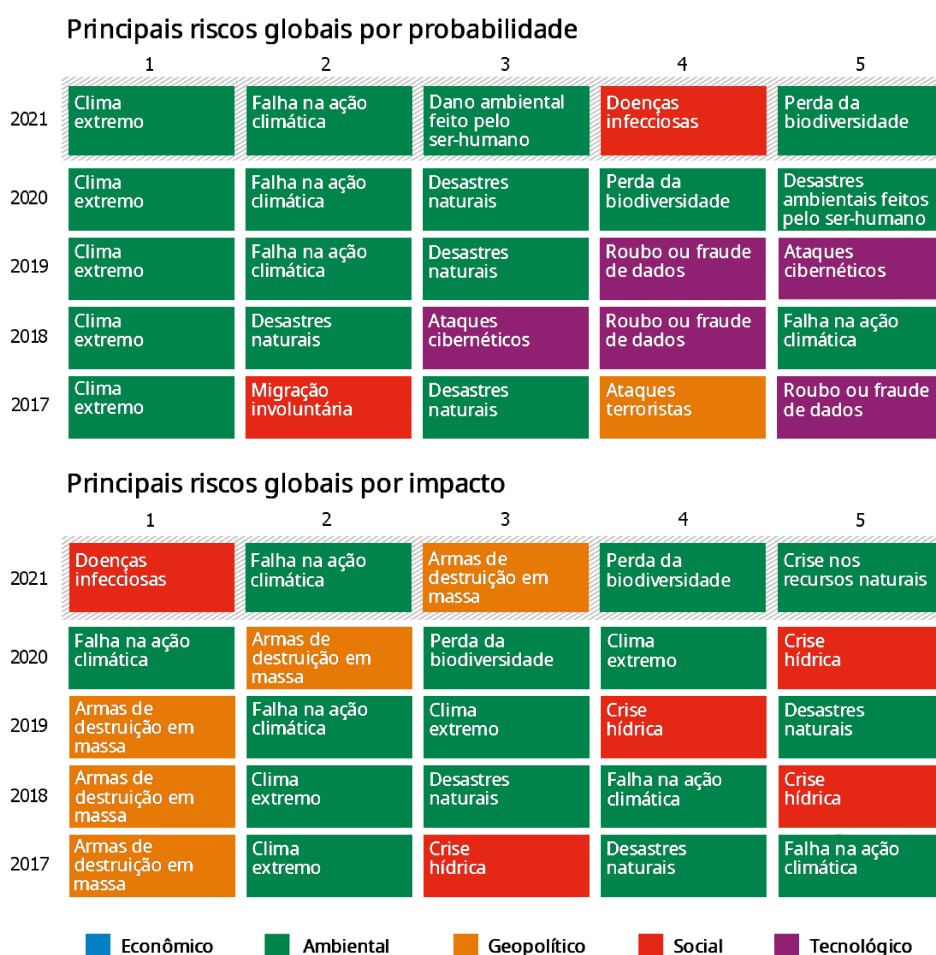 Principais riscos globais por probabilidade
1 2 3 4 5
2021
Clima
extremo
Falha na ação
climática
Dano ambiental
feito pelo
ser-humano
Doenças
infecciosas
Perda da
biodiversidade
2020
Clima
extremo
Falha na ação
climática
Desastres
naturais
Perda da
biodiversidade
Desastres
ambientais feitos
pelo ser-humano
2019
Clima
extremo
Falha na ação
climática
Desastres
naturais
Roubo ou fraude
de dados
Ataques
cibernéticos
2018
Clima
extremo
Desastres
naturais
Ataques
cibernéticos
Roubo ou fraude
de dados
Falha na ação
climática
2017
Clima
extremo
Migração
involuntária
Desastres
naturais
Ataques
terroristas
Roubo ou fraude
de dados
Principais riscos globais por impacto
1 2 3 4 5
2021
Doenças
infecciosas
Falha na ação
climática
Armas de
destruição em
massa
Perda da
biodiversidade
Crise nos
recursos naturais
2020
Falha na ação
climática
Armas de
destruição em
massa
Perda da
biodiversidade
Clima
extremo
Crise
hídrica
2019
Armas de
destruição em
massa
Falha na ação
climática
Clima
extremo
Crise
hídrica
Desastres
naturais
2018
Armas de
destruição em
massa
Clima
extremo
Desastres
naturais
Falha na ação
climática
Crise
hídrica
2017
Armas de
destruição em
massa
Clima
extremo
Crise
hídrica
Desastres
naturais
Falha na ação
climática
Econômico Ambiental Geopolítico Social Tecnológico